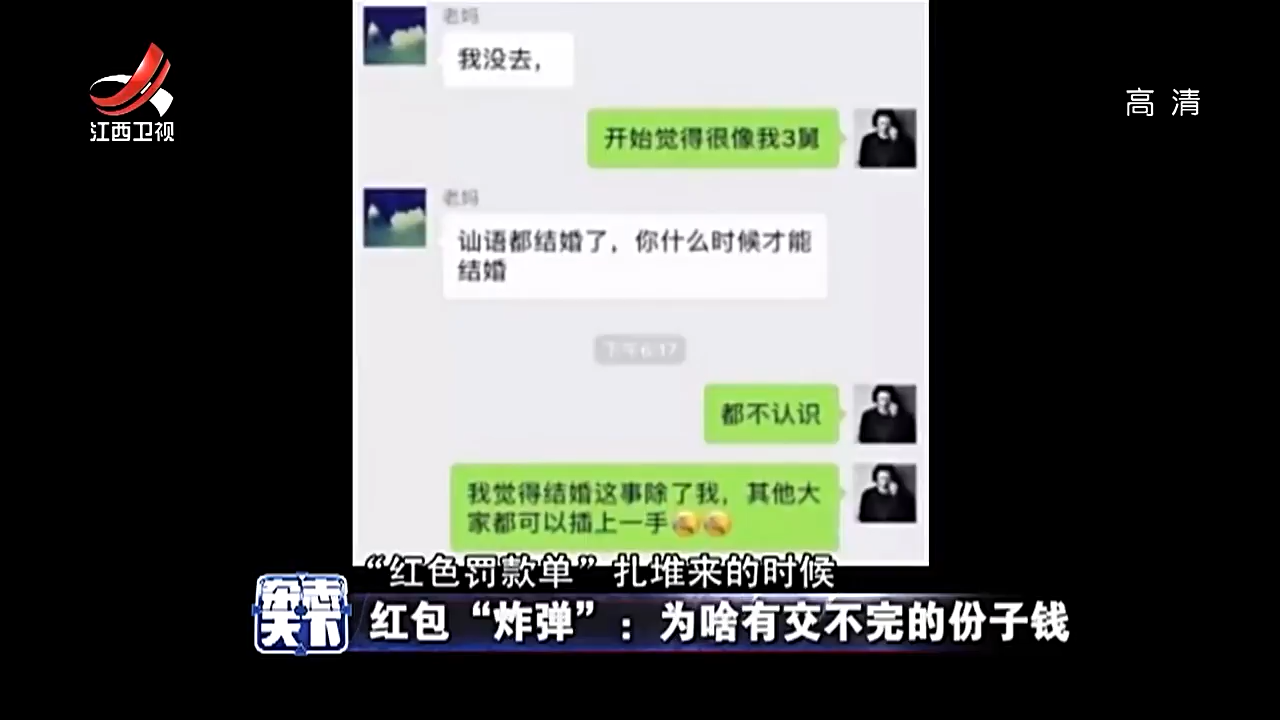 老妈
我没去，
江西卫视
高清
开始觉得很像我3舅
老妈
讪语都结婚了，你什么时候才能
结婚
下午6:17
都不认识
我觉得结婚这事除了我，其他大
家都可以插上一手
“红色罚款单”扎堆来的时候
杂志
天下
红包“炸弹”：为啥有交不完的份子钱